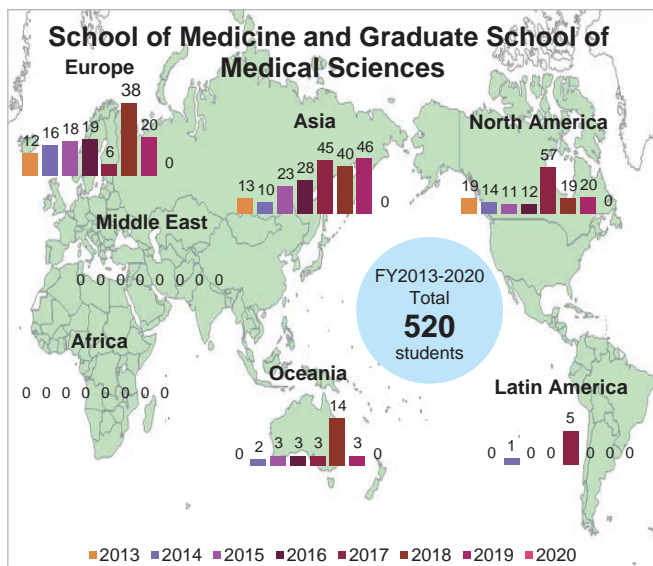 School of Medicine and Graduate School of
Medical Sciences
Europe
12 16 18 19 6 38 20 0
Asia
13 10 23 28 45 40 46 0
North America
19 14 11 12 57 19 20 0
Middle East
0 0 0 0 0 0 0 0
FY2013-2020
Total
520
students
Africa
0 0 0 0 0 0 0 0
Oceania
0 2 3 3 3 14 3 0
Latin America
0 1 0 0 5 0 0 0
2013 2014 2015 2016 2017 2018 2019 2020